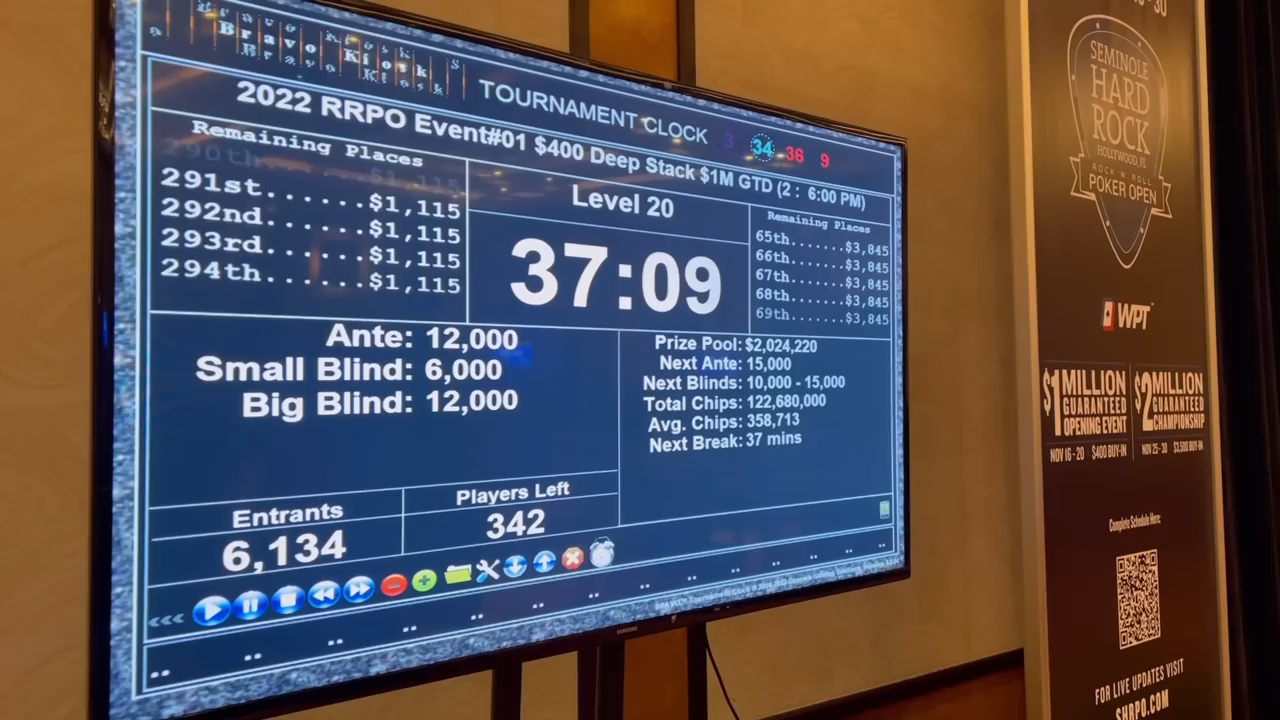 Bravo Kiosk
TOURNAMENT CLOCK
3 34 36 9
2022 RRPO Event#01 $400 Deep Stack $1M GTD (2 : 6:00 PM)
Remaining Places
290th $1,115
291st......$1,115
292nd......$1,115
293rd......$1,115
294th......$1,115
Level 20
37:09
Remaining Places
65th.......$3,845
66th.......$3,845
67th.......$3,845
68th.......$3,845
69th.......$3,845
Ante: 12,000
Small Blind: 6,000
Big Blind: 12,000
Prize Pool: $2,024,220
Next Ante: 15,000
Next Blinds: 10,000 - 15,000
Total Chips: 122,680,000
Avg. Chips: 358,713
Next Break: 37 mins
Entrants
6,134
Players Left
342
SAMSUNG
SEMINOLE
HARD
ROCK
HOLLYWOOD, FL
ROCK 'N' ROLL
POKER OPEN
WPT
$1 MILLION
GUARANTEED
OPENING EVENT
NOV 16 - 20 $400 BUY-IN
$2 MILLION
GUARANTEED
CHAMPIONSHIP
NOV 25 - 30 $3,500 BUY-IN
Complete Schedule Here:
FOR LIVE UPDATES VISIT
SHRPO.COM